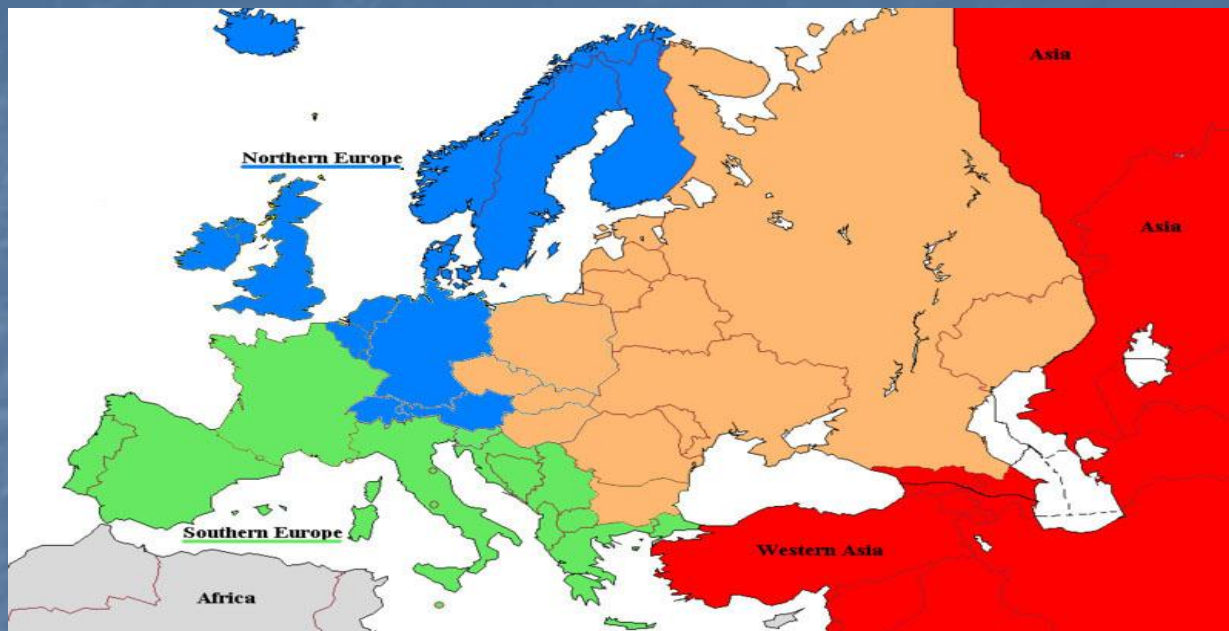 Asia
Northern Europe
Asia
Southern Europe
Western Asia
Africa